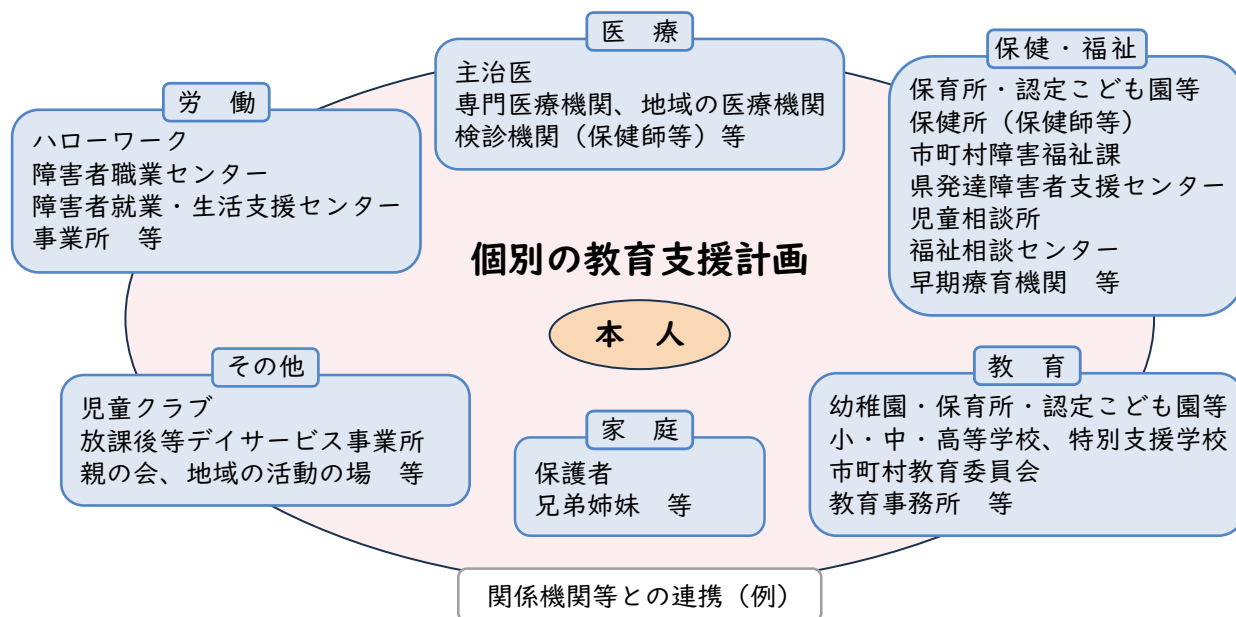 医　療
主治医
専門医療機関、地域の医療機関
検診機関（保健師等）等
保健・福祉
保育所・認定こども園等
保健所（保健師等）
市町村障害福祉課
県発達障害者支援センター
児童相談所
福祉相談センター
早期療育機関　等
労　働
ハローワーク
障害者職業センター
障害者就業・生活支援センター
事業所　等
個別の教育支援計画
本　人
その他
児童クラブ
放課後等デイサービス事業所
親の会、地域の活動の場　等
家　庭
保護者
兄弟姉妹　等
教　育
幼稚園・保育所・認定こども園等
小・中・高等学校、特別支援学校
市町村教育委員会
教育事務所　等
関係機関等との連携（例）